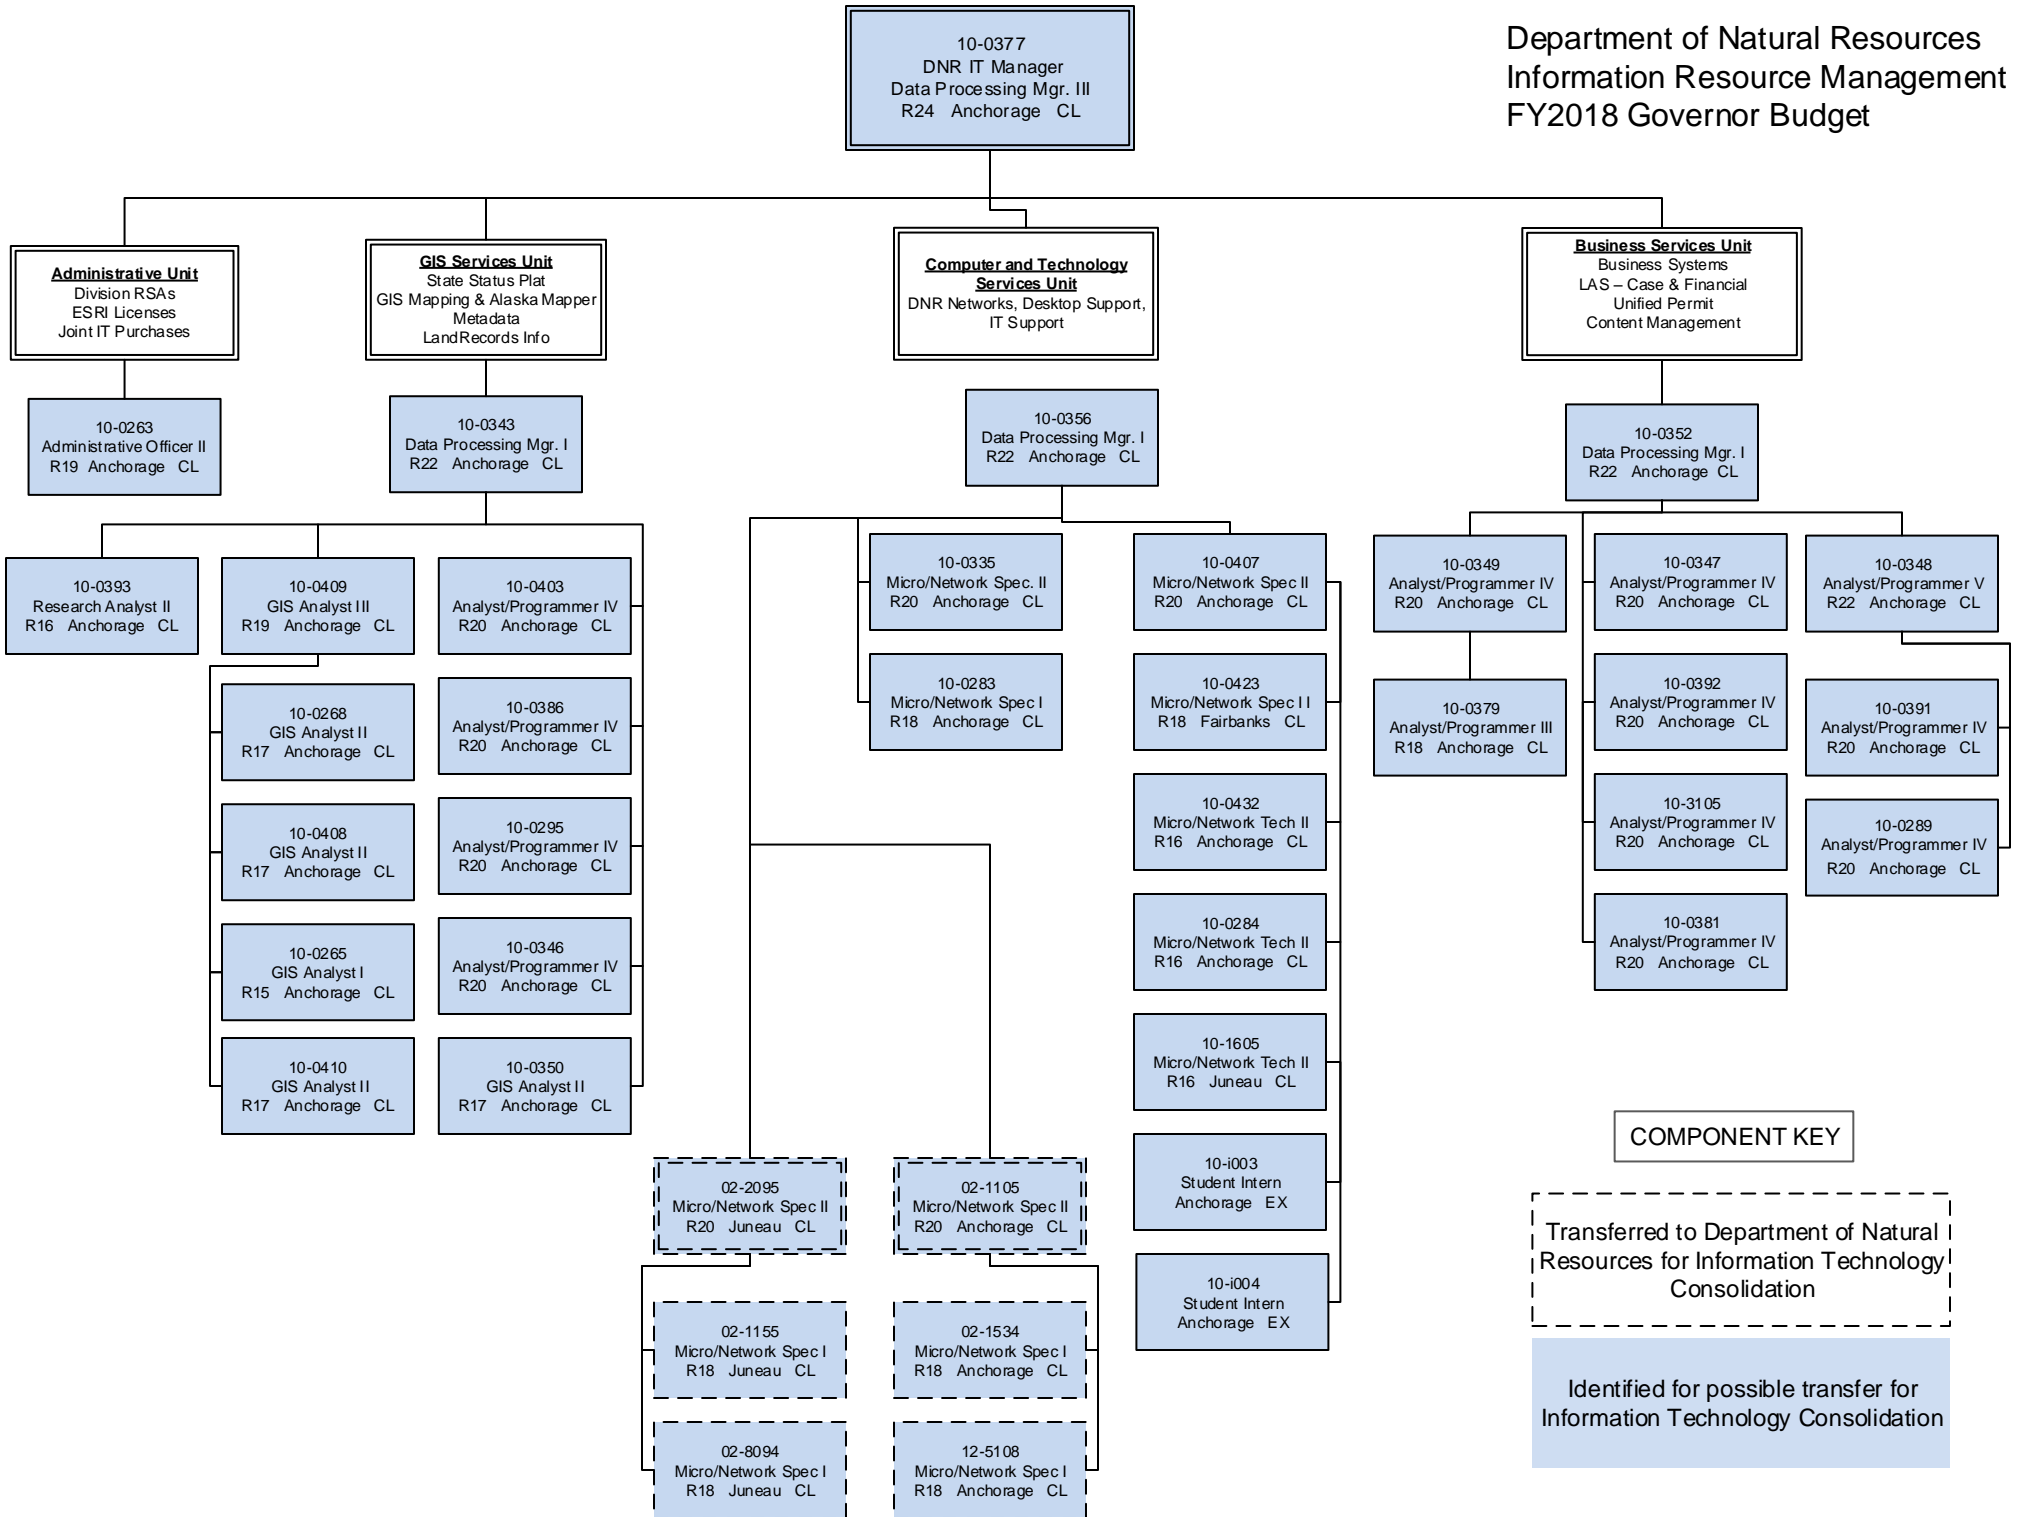 Department of Natural Resources
Information Resource Management
FY2018 Governor Budget
10-0377
DNR IT Manager
Data Processing Mgr. III
R24 Anchorage CL
Administrative Unit
Division RSAs
ESRI Licenses
Joint IT Purchases
GIS Services Unit
State Status Plat
GIS Mapping & Alaska Mapper
Metadata
LandRecords Info
Computer and Technology
Services Unit
DNR Networks, Desktop Support,
IT Support
Business Services Unit
Business Systems
LAS – Case & Financial
Unified Permit
Content Management
10-0263
Administrative Officer II
R19 Anchorage CL
10-0343
Data Processing Mgr. I
R22 Anchorage CL
10-0356
Data Processing Mgr. I
R22 Anchorage CL
10-0352
Data Processing Mgr. I
R22 Anchorage CL
10-0393
Research Analyst II
R16 Anchorage CL
10-0409
GIS Analyst III
R19 Anchorage CL
10-0268
GIS Analyst II
R17 Anchorage CL
10-0408
GIS Analyst II
R17 Anchorage CL
10-0265
GIS Analyst I
R15 Anchorage CL
10-0410
GIS Analyst II
R17 Anchorage CL
10-0403
Analyst/Programmer IV
R20 Anchorage CL
10-0386
Analyst/Programmer IV
R20 Anchorage CL
10-0295
Analyst/Programmer IV
R20 Anchorage CL
10-0346
Analyst/Programmer IV
R20 Anchorage CL
10-0350
GIS Analyst II
R17 Anchorage CL
10-0335
Micro/Network Spec. II
R20 Anchorage CL
10-0283
Micro/Network Spec I
R18 Anchorage CL
10-0407
Micro/Network Spec II
R20 Anchorage CL
10-0423
Micro/Network Spec I I
R18 Fairbanks CL
10-0432
Micro/Network Tech II
R16 Anchorage CL
10-0284
Micro/Network Tech II
R16 Anchorage CL
10-1605
Micro/Network Tech II
R16 Juneau CL
10-i003
Student Intern
Anchorage EX
10-i004
Student Intern
Anchorage EX
02-2095
Micro/Network Spec II
R20 Juneau CL
02-1155
Micro/Network Spec I
R18 Juneau CL
02-8094
Micro/Network Spec I
R18 Juneau CL
02-1105
Micro/Network Spec II
R20 Anchorage CL
02-1534
Micro/Network Spec I
R18 Anchorage CL
12-5108
Micro/Network Spec I
R18 Anchorage CL
10-0349
Analyst/Programmer IV
R20 Anchorage CL
10-0379
Analyst/Programmer III
R18 Anchorage CL
10-0347
Analyst/Programmer IV
R20 Anchorage CL
10-0392
Analyst/Programmer IV
R20 Anchorage CL
10-3105
Analyst/Programmer IV
R20 Anchorage CL
10-0381
Analyst/Programmer IV
R20 Anchorage CL
10-0348
Analyst/Programmer V
R22 Anchorage CL
10-0391
Analyst/Programmer IV
R20 Anchorage CL
10-0289
Analyst/Programmer IV
R20 Anchorage CL
COMPONENT KEY
Transferred to Department of Natural
Resources for Information Technology
Consolidation
Identified for possible transfer for
Information Technology Consolidation